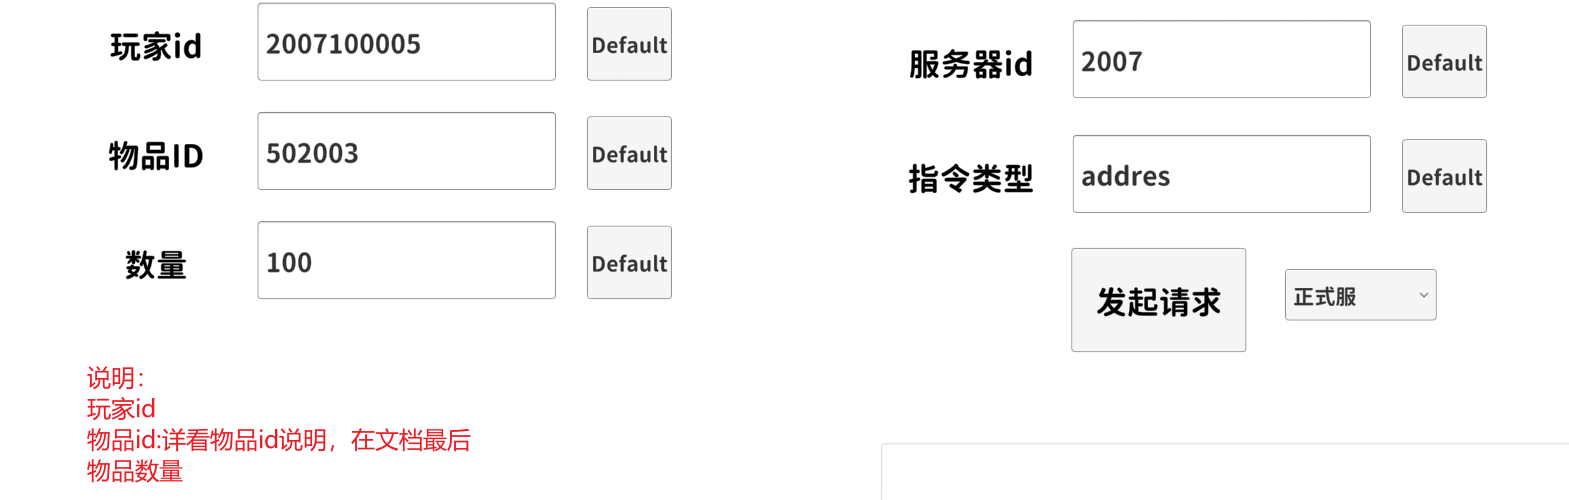 玩家id
2007100005
Default
物品ID
502003
Default
数量
100
Default
服务器id
2007
Default
指令类型
addres
Default
发起请求
正式服
说明：
玩家id
物品id:详看物品id说明，在文档最后
物品数量